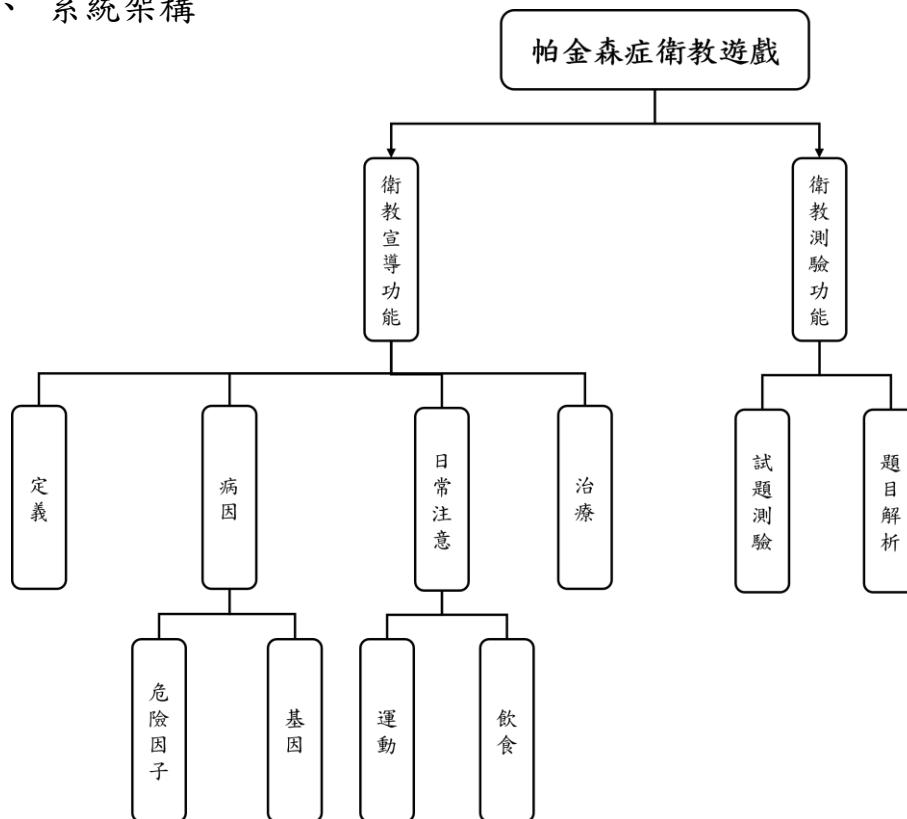 、 系統架構
帕金森症衛教遊戲
衛教宣導功能
衛教測驗功能
定義
病因
日常注意
治療
試題測驗
題目解析
危險因子
基因
運動
飲食